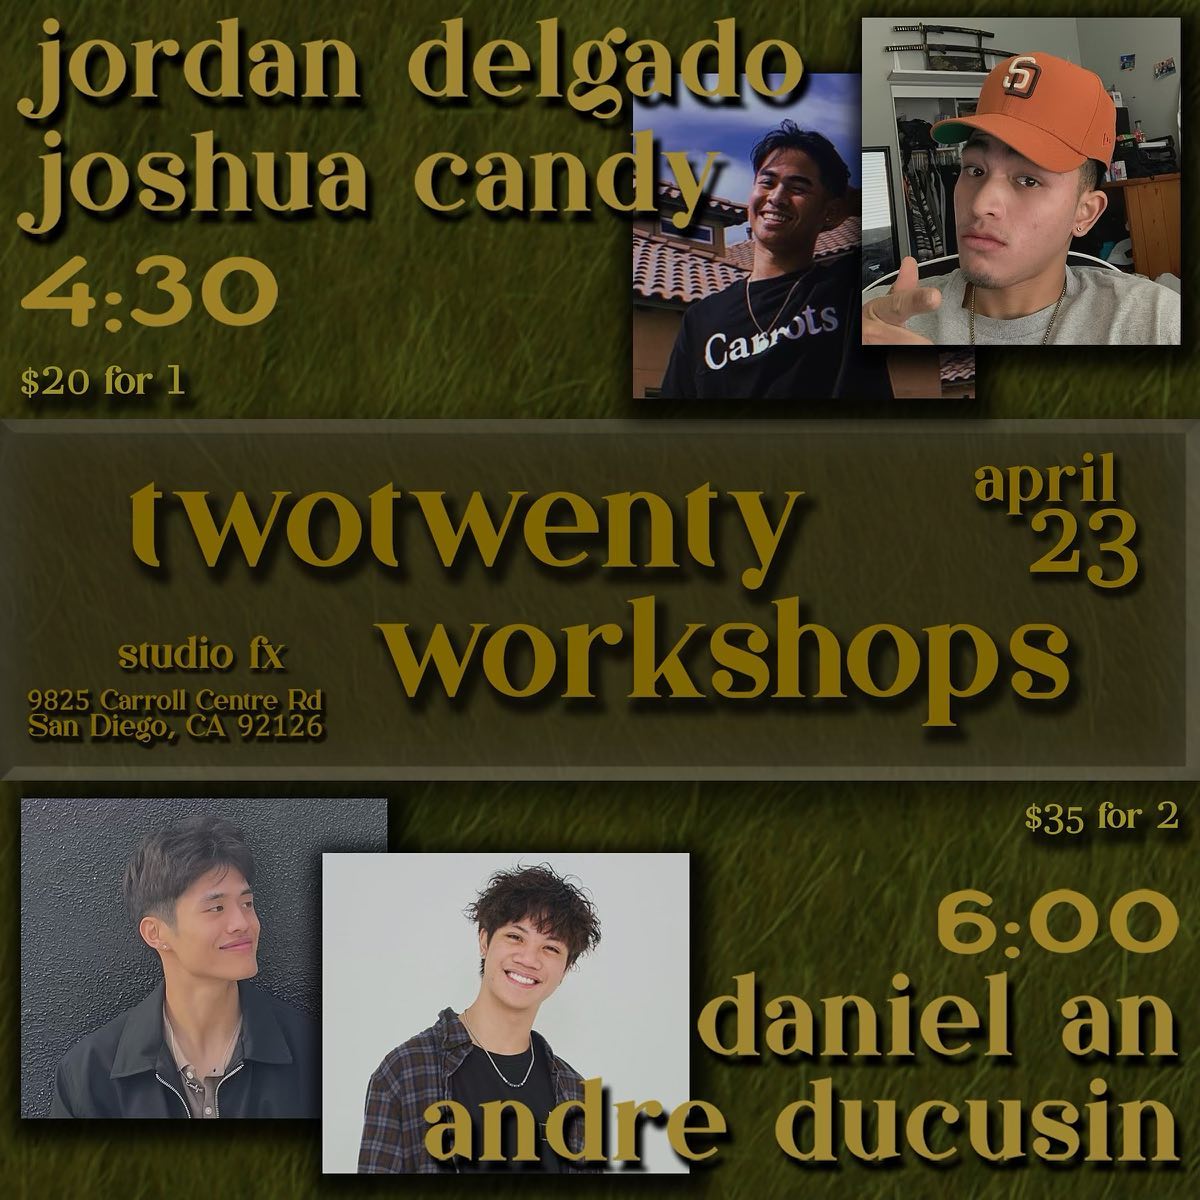 jordan delgado
joshua candy
4:30
$20 for 1
SD
Carrots
twotwenty
workshops
april
23
studio fx
9825 Carroll Centre Rd
San Diego, CA 92126
$35 for 2
6:00
daniel an
andre ducusin